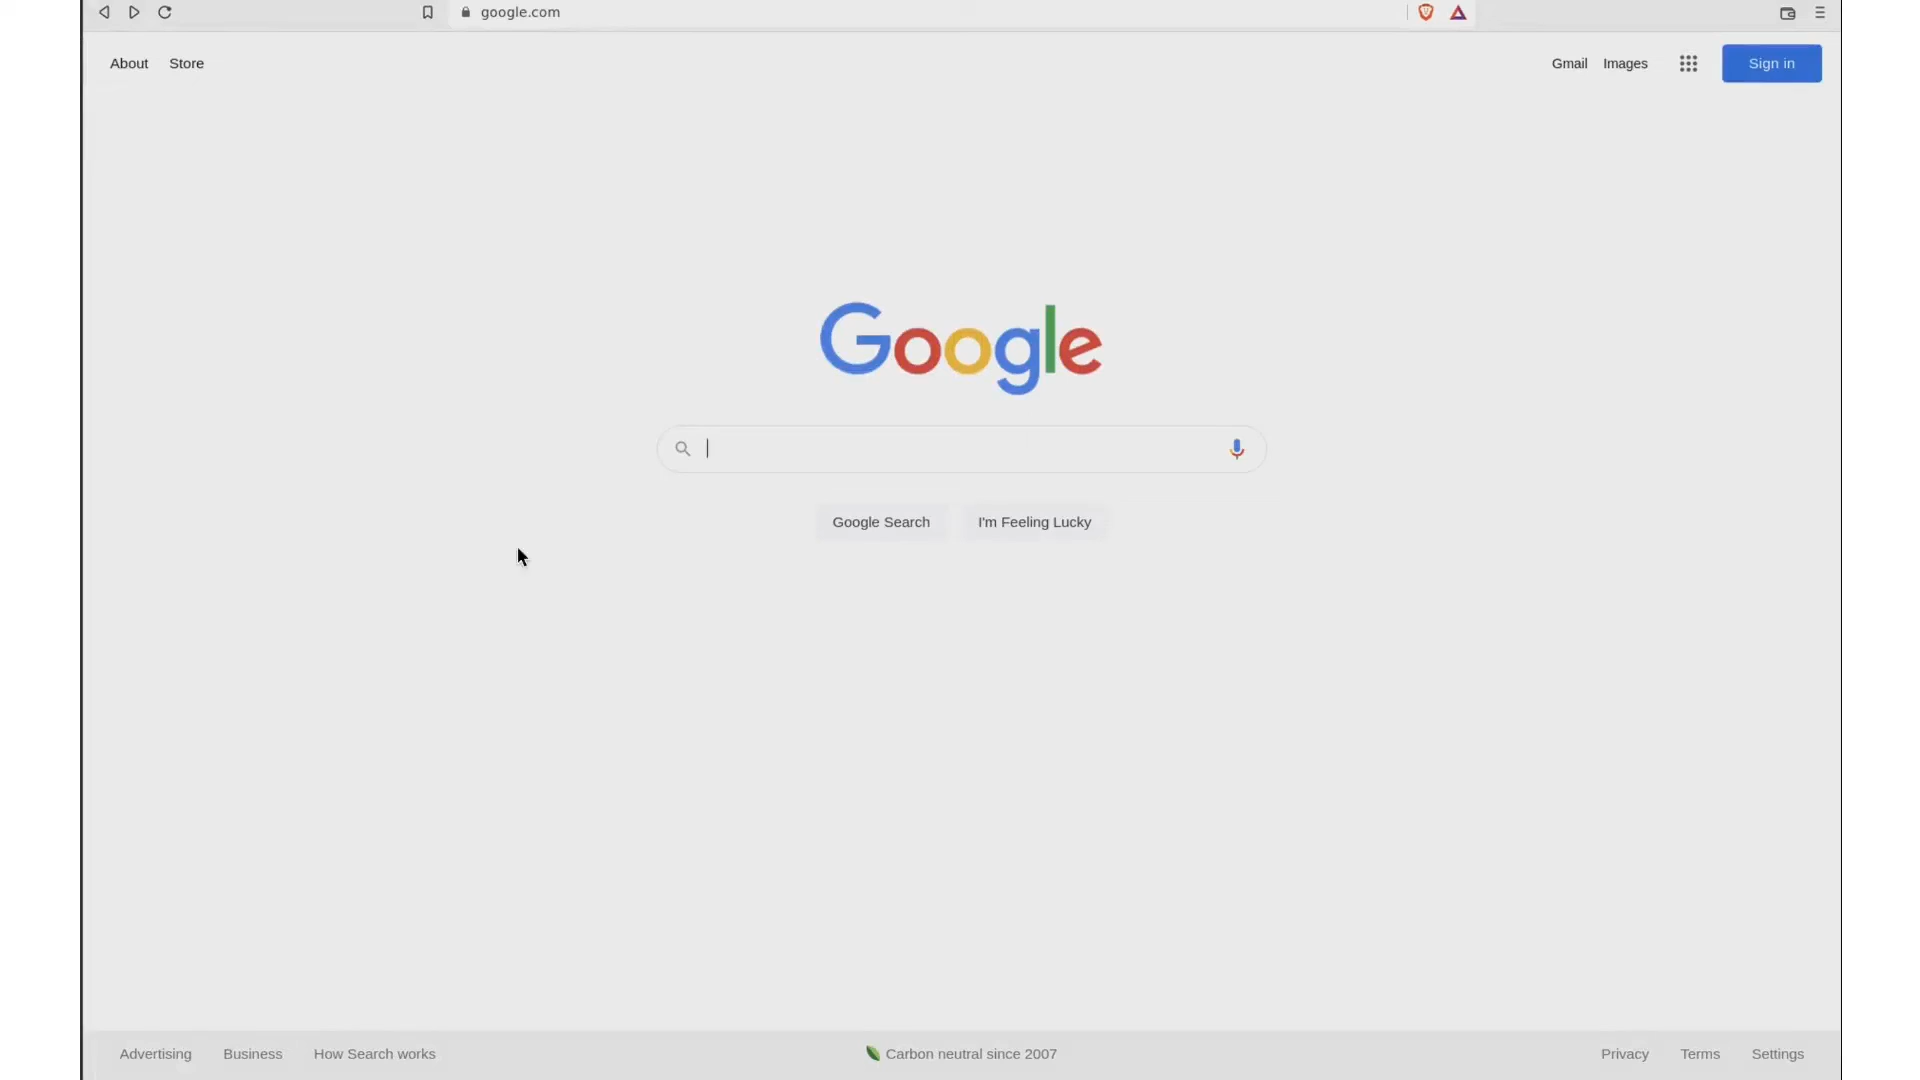 google.com
About Store Gmail Images Sign in
Google
Google Search I'm Feeling Lucky
Advertising Business How Search works Carbon neutral since 2007 Privacy Terms Settings